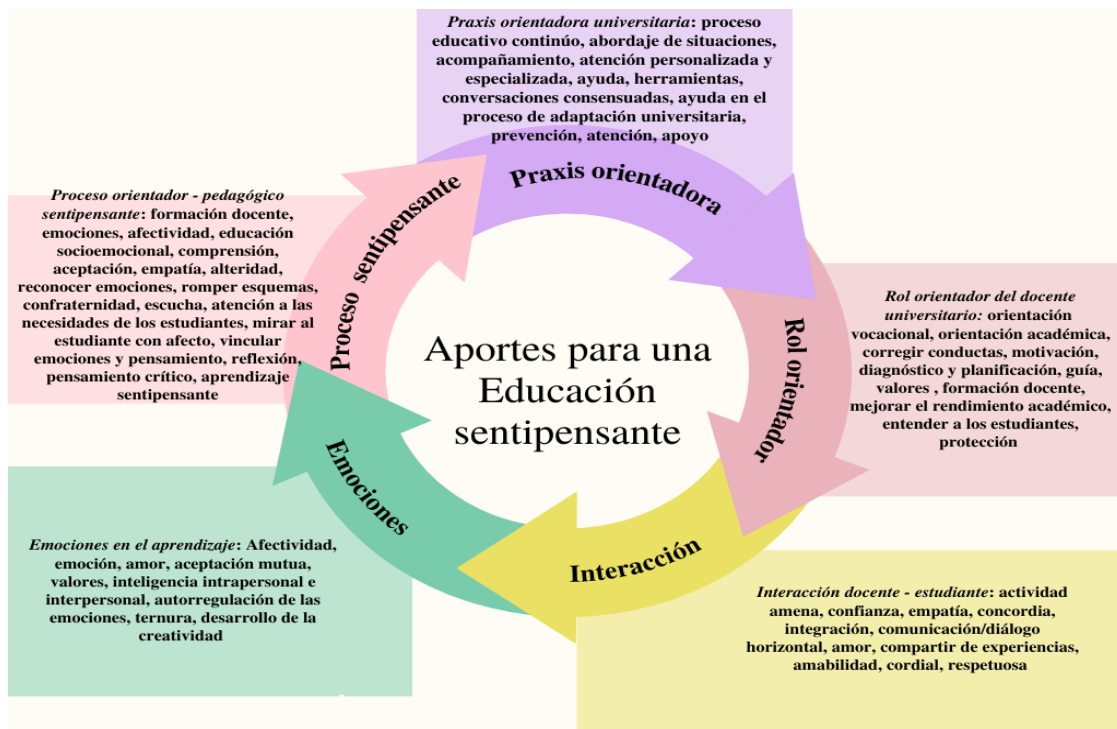 Praxis orientadora universitaria: proceso
educativo continúo, abordaje de situaciones,
acompañamiento, atención personalizada y
especializada, ayuda, herramientas,
conversaciones consensuadas, ayuda en el
proceso de adaptación universitaria,
prevención, atención, apoyo
Praxis orientadora
Rol orientador del docente
universitario: orientación
vocacional, orientación académica,
corregir conductas, motivación,
diagnóstico y planificación, guía,
valores , formación docente,
mejorar el rendimiento académico,
entender a los estudiantes,
protección
Rol orientador
Interacción docente - estudiante: actividad
amena, confianza, empatía, concordia,
integración, comunicación/diálogo
horizontal, amor, compartir de experiencias,
amabilidad, cordial, respetuosa
Interacción
Emociones en el aprendizaje: Afectividad,
emoción, amor, aceptación mutua,
valores, inteligencia intrapersonal e
interpersonal, autorregulación de las
emociones, ternura, desarrollo de la
creatividad
Emociones
Proceso orientador - pedagógico
sentipensante: formación docente,
emociones, afectividad, educación
socioemocional, comprensión,
aceptación, empatía, alteridad,
reconocer emociones, romper esquemas,
confraternidad, escucha, atención a las
necesidades de los estudiantes, mirar al
estudiante con afecto, vincular
emociones y pensamiento, reflexión,
pensamiento crítico, aprendizaje
sentipensante
Proceso sentipensante
Aportes para una
Educación
sentipensante